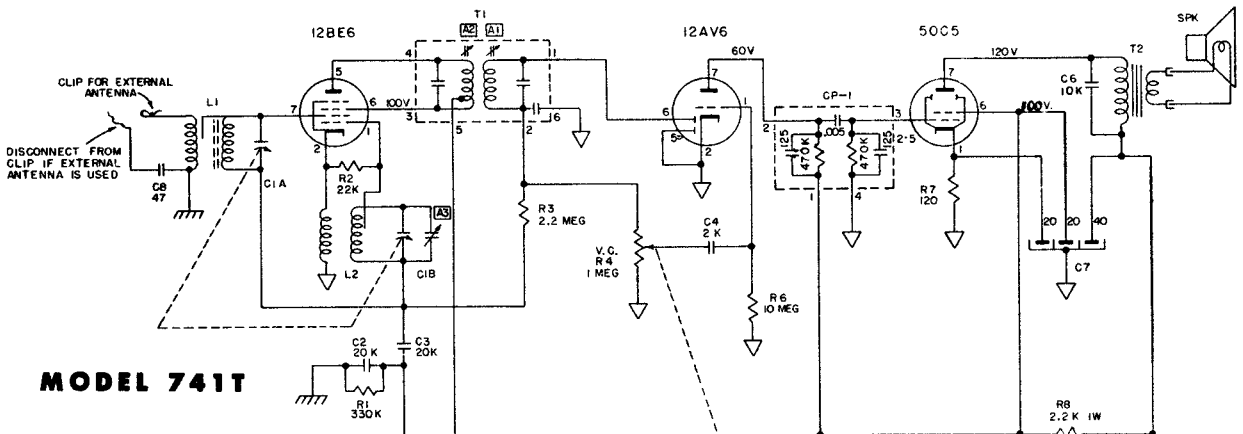 T1
SPK
12BE6
A2
A1
12AV6
50C5
T2
4
1
60V
120V
CLIP FOR EXTERNAL
ANTENNA
L1
5
7
7
C6
10K
7
6
100V
3
5
2
6
6
1
CP-1
3
6
100V.
DISCONNECT FROM
CLIP IF EXTERNAL
ANTENNA IS USED
1
2
5
2
2
.005
125
470K
470K
125
2-5
1
C8
47
C1A
R2
22K
A3
R3
2.2 MEG
1
4
R7
120
20
20
40
C7
L2
C1B
V.C.
R4
1 MEG
C4
2K
R6
10 MEG
C2
20K
C3
20K
MODEL 741T
R1
330K
R8
2.2K 1W